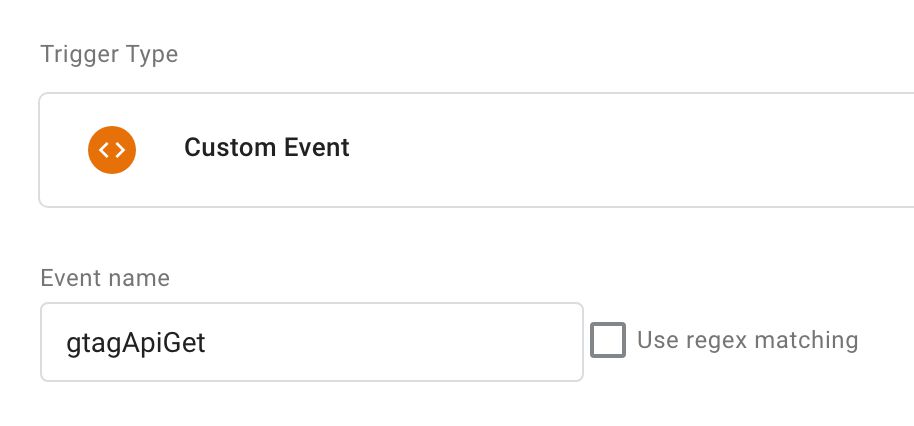 Trigger Type
Custom Event
Event name
gtagApiGet
Use regex matching